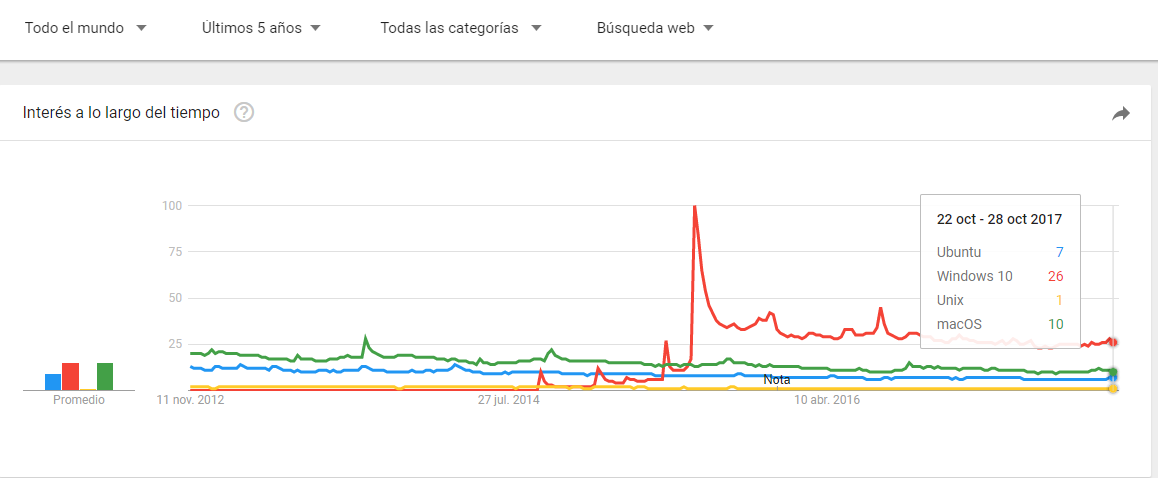 Todo el mundo Últimos 5 años Todas las categorías Búsqueda web
Interés a lo largo del tiempo ?
100
75
50
25
22 oct - 28 oct 2017
Ubuntu 7
Windows 10 26
Unix 1
macOS 10
Nota
Promedio 11 nov. 2012 27 jul. 2014 10 abr. 2016